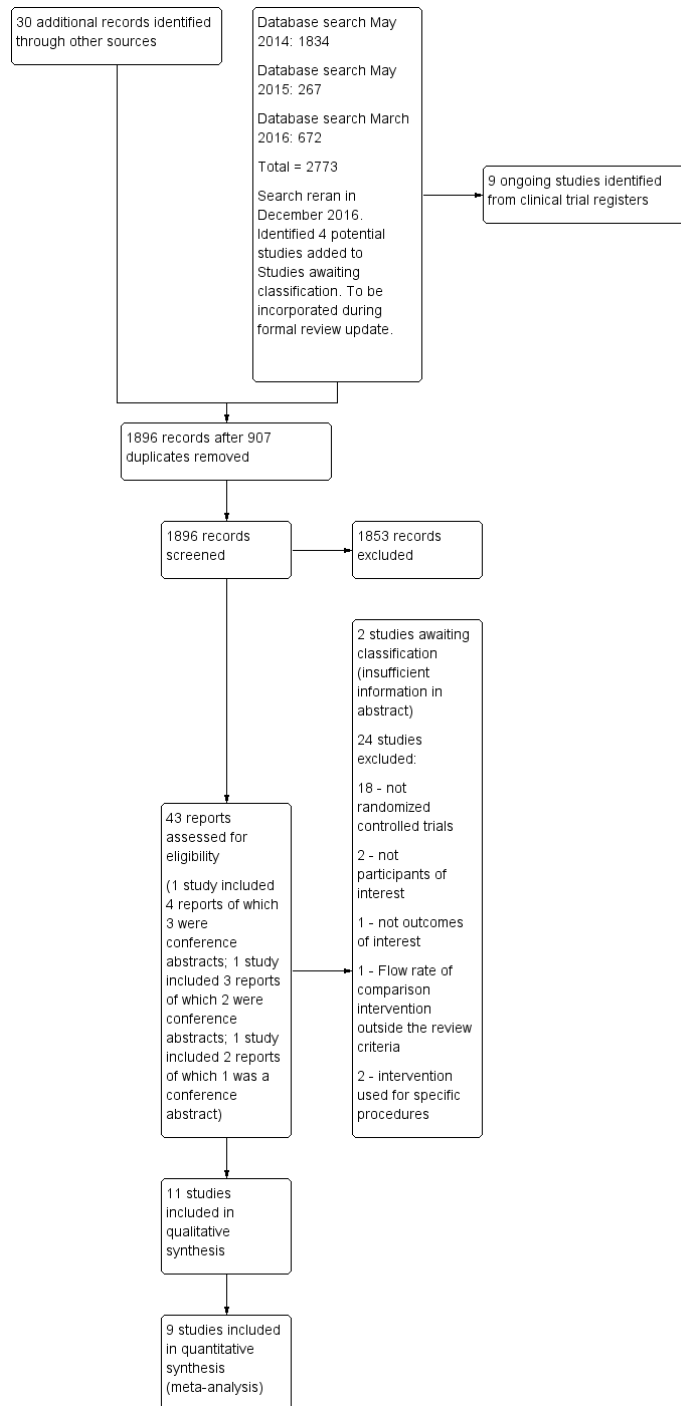 30 additional records identified
through other sources
Database search May
2014: 1834
Database search May
2015: 267
Database search March
2016: 672
Total = 2773
Search reran in
December 2016.
Identified 4 potential
studies added to
Studies awaiting
classification. To be
incorporated during
formal review update.
9 ongoing studies identified
from clinical trial registers
1896 records after 907
duplicates removed
1896 records
screened
1853 records
excluded
43 reports
assessed for
eligibility
(1 study included
4 reports of which
3 were
conference
abstracts; 1 study
included 3 reports
of which 2 were
conference
abstracts; 1 study
included 2 reports
of which 1 was a
conference
abstract)
2 studies awaiting
classification
(insufficient
information in
abstract)
24 studies
excluded:
18 - not
randomized
controlled trials
2 - not
participants of
interest
1 - not outcomes
of interest
1 - Flow rate of
comparison
intervention
outside the review
criteria
2 - intervention
used for specific
procedures
11 studies
included in
qualitative
synthesis
9 studies included
in quantitative
synthesis
(meta-analysis)